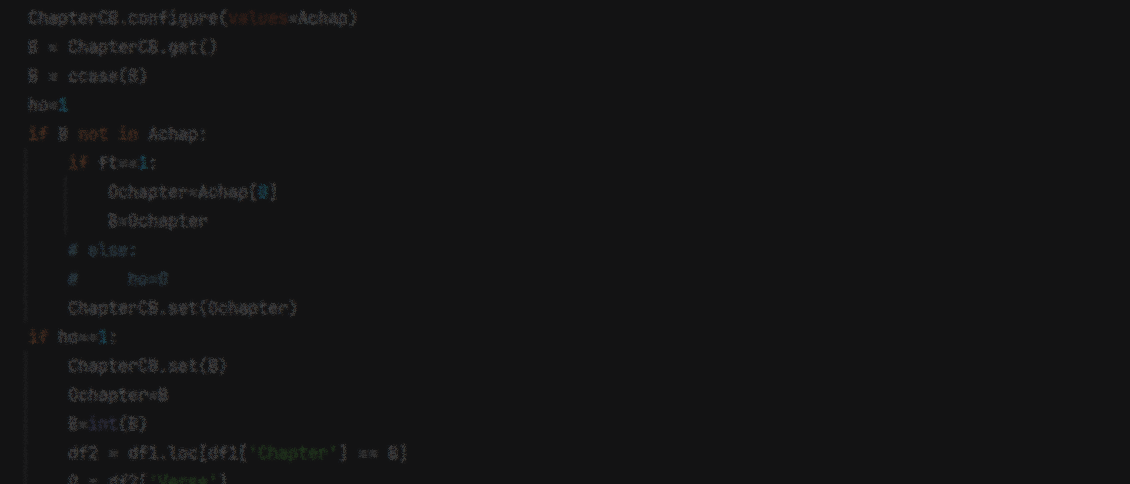 ChapterCB.configure(values=Achap)
B = ChapterCB.get()
B = ccase(B)
ho=1
if B not in Achap:
    if ft==1:
        Ochapter=Achap[0]
        B=Ochapter
    # else:
    #     ho=0
    ChapterCB.set(Ochapter)
if ho==1:
    ChapterCB.set(B)
    Ochapter=B
    B=int(B)
    df2 = df1.loc[df1['Chapter'] == B]
    = df2['Verse']